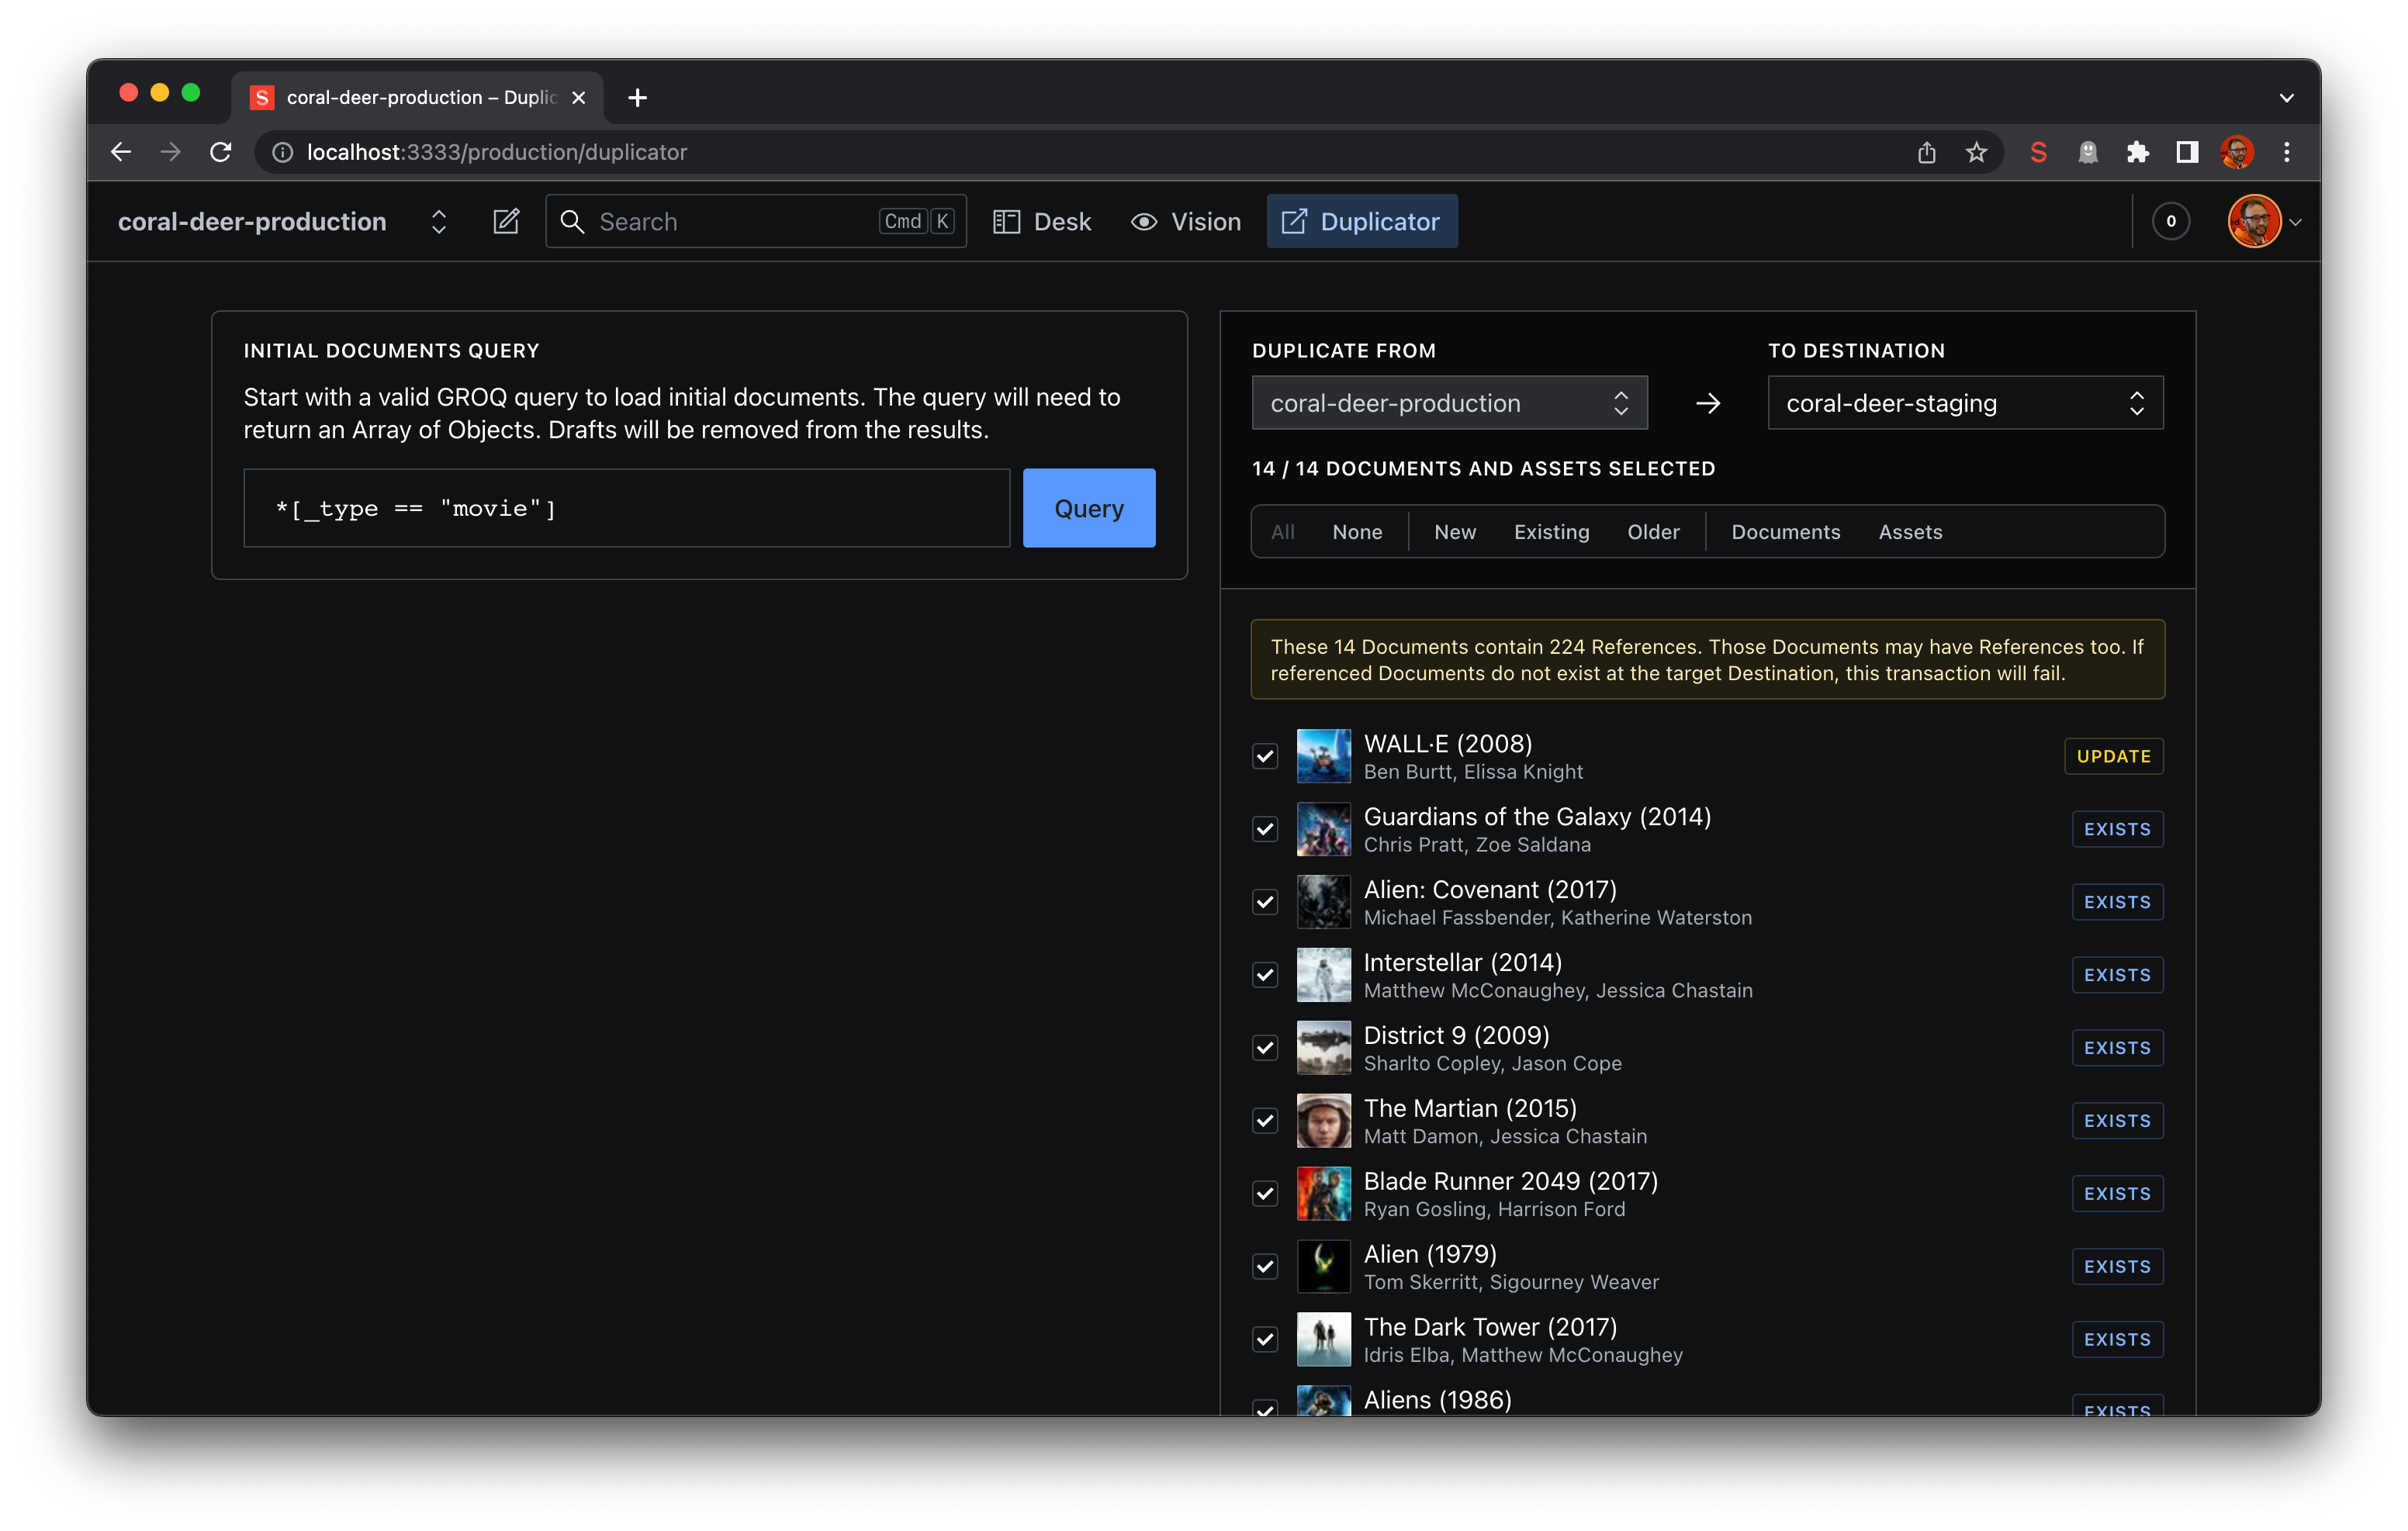 coral-deer-production – Duplic
localhost:3333/production/duplicator
S
coral-deer-production
Search
Cmd K
Desk
Vision
Duplicator
0
INITIAL DOCUMENTS QUERY
Start with a valid GROQ query to load initial documents. The query will need to
return an Array of Objects. Drafts will be removed from the results.
*[_type == "movie"]
Query
DUPLICATE FROM
TO DESTINATION
coral-deer-production
coral-deer-staging
14 / 14 DOCUMENTS AND ASSETS SELECTED
All None New Existing Older Documents Assets
These 14 Documents contain 224 References. Those Documents may have References too. If
referenced Documents do not exist at the target Destination, this transaction will fail.
WALL·E (2008)
Ben Burtt, Elissa Knight
UPDATE
Guardians of the Galaxy (2014)
Chris Pratt, Zoe Saldana
EXISTS
Alien: Covenant (2017)
Michael Fassbender, Katherine Waterston
EXISTS
Interstellar (2014)
Matthew McConaughey, Jessica Chastain
EXISTS
District 9 (2009)
Sharlto Copley, Jason Cope
EXISTS
The Martian (2015)
Matt Damon, Jessica Chastain
EXISTS
Blade Runner 2049 (2017)
Ryan Gosling, Harrison Ford
EXISTS
Alien (1979)
Tom Skerritt, Sigourney Weaver
EXISTS
The Dark Tower (2017)
Idris Elba, Matthew McConaughey
EXISTS
Aliens (1986)
EXISTS